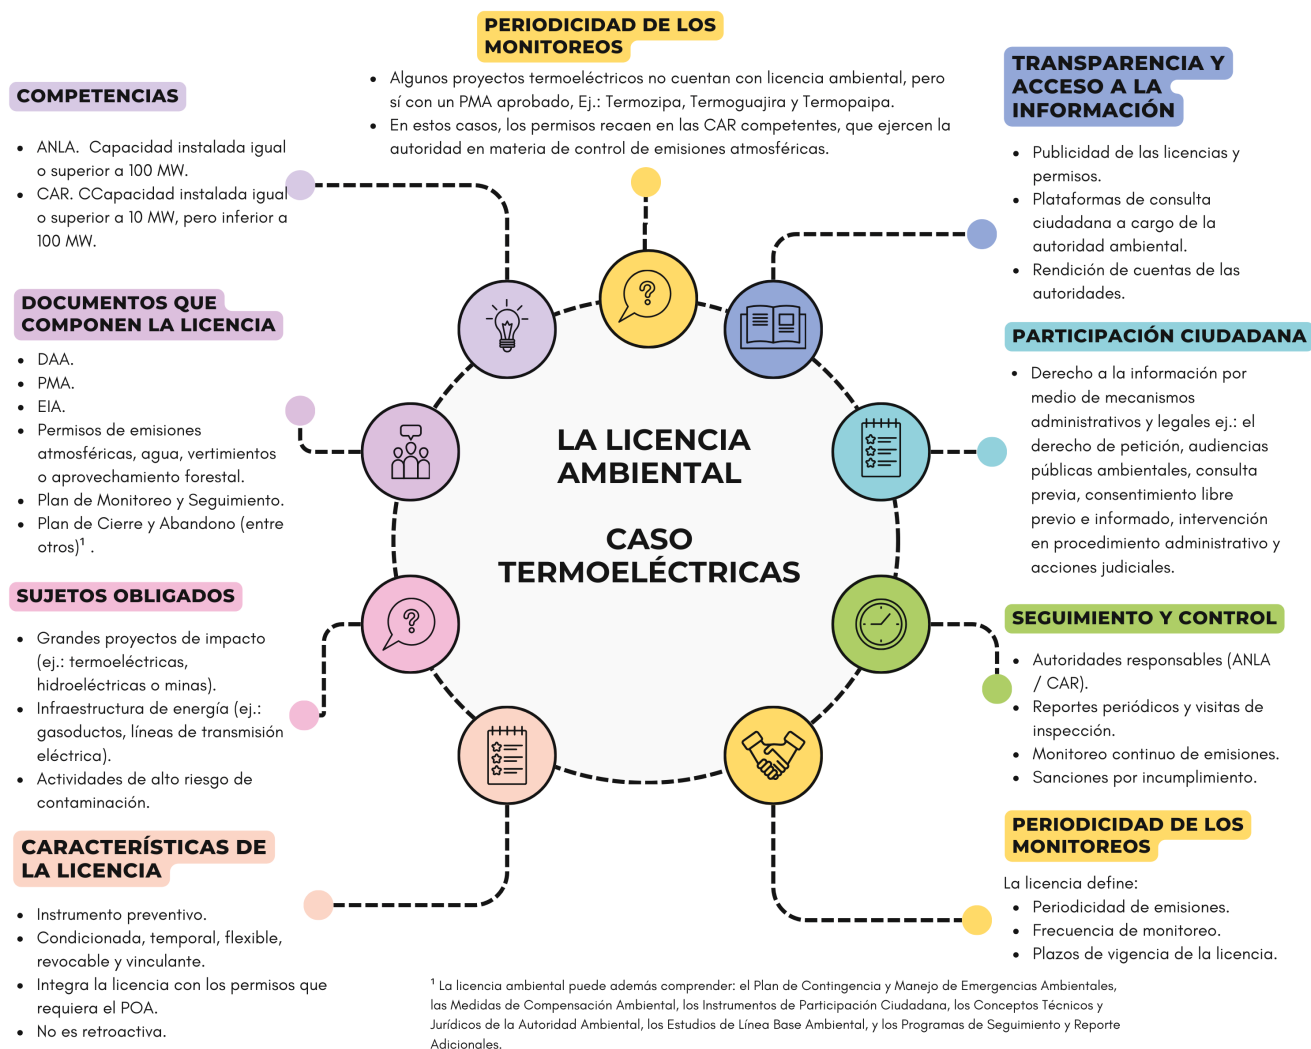 PERIODICIDAD DE LOS
MONITOREOS
• Algunos proyectos termoeléctricos no cuentan con licencia ambiental, pero
sí con un PMA aprobado, Ej.: Termozipa, Termoguajira y Termopaipa.
• En estos casos, los permisos recaen en las CAR competentes, que ejercen la
autoridad en materia de control de emisiones atmosféricas.
COMPETENCIAS
• ANLA. Capacidad instalada igual
o superior a 100 MW.
• CAR. CCapacidad instalada igual
o superior a 10 MW, pero inferior a
100 MW.
DOCUMENTOS QUE
COMPONEN LA LICENCIA
• DAA.
• PMA.
• EIA.
• Permisos de emisiones
atmosféricas, agua, vertimientos
o aprovechamiento forestal.
• Plan de Monitoreo y Seguimiento.
• Plan de Cierre y Abandono (entre
otros)¹ .
SUJETOS OBLIGADOS
• Grandes proyectos de impacto
(ej.: termoeléctricas,
hidroeléctricas o minas).
• Infraestructura de energía (ej.:
gasoductos, líneas de transmisión
eléctrica).
• Actividades de alto riesgo de
contaminación.
CARACTERÍSTICAS DE
LA LICENCIA
• Instrumento preventivo.
• Condicionada, temporal, flexible,
revocable y vinculante.
• Integra la licencia con los permisos que
requiera el POA.
• No es retroactiva.
LA LICENCIA
AMBIENTAL
CASO
TERMOELÉCTRICAS
TRANSPARENCIA Y
ACCESO A LA
INFORMACIÓN
• Publicidad de las licencias y
permisos.
• Plataformas de consulta
ciudadana a cargo de la
autoridad ambiental.
• Rendición de cuentas de las
autoridades.
PARTICIPACIÓN CIUDADANA
• Derecho a la información por
medio de mecanismos
administrativos y legales ej.: el
derecho de petición, audiencias
públicas ambientales, consulta
previa, consentimiento libre
previo e informado, intervención
en procedimiento administrativo y
acciones judiciales.
SEGUIMIENTO Y CONTROL
• Autoridades responsables (ANLA
/ CAR).
• Reportes periódicos y visitas de
inspección.
• Monitoreo continuo de emisiones.
• Sanciones por incumplimiento.
PERIODICIDAD DE LOS
MONITOREOS
La licencia define:
• Periodicidad de emisiones.
• Frecuencia de monitoreo.
• Plazos de vigencia de la licencia.
¹ La licencia ambiental puede además comprender: el Plan de Contingencia y Manejo de Emergencias Ambientales,
las Medidas de Compensación Ambiental, los Instrumentos de Participación Ciudadana, los Conceptos Técnicos y
Jurídicos de la Autoridad Ambiental, los Estudios de Línea Base Ambiental, y los Programas de Seguimiento y Reporte
Adicionales.